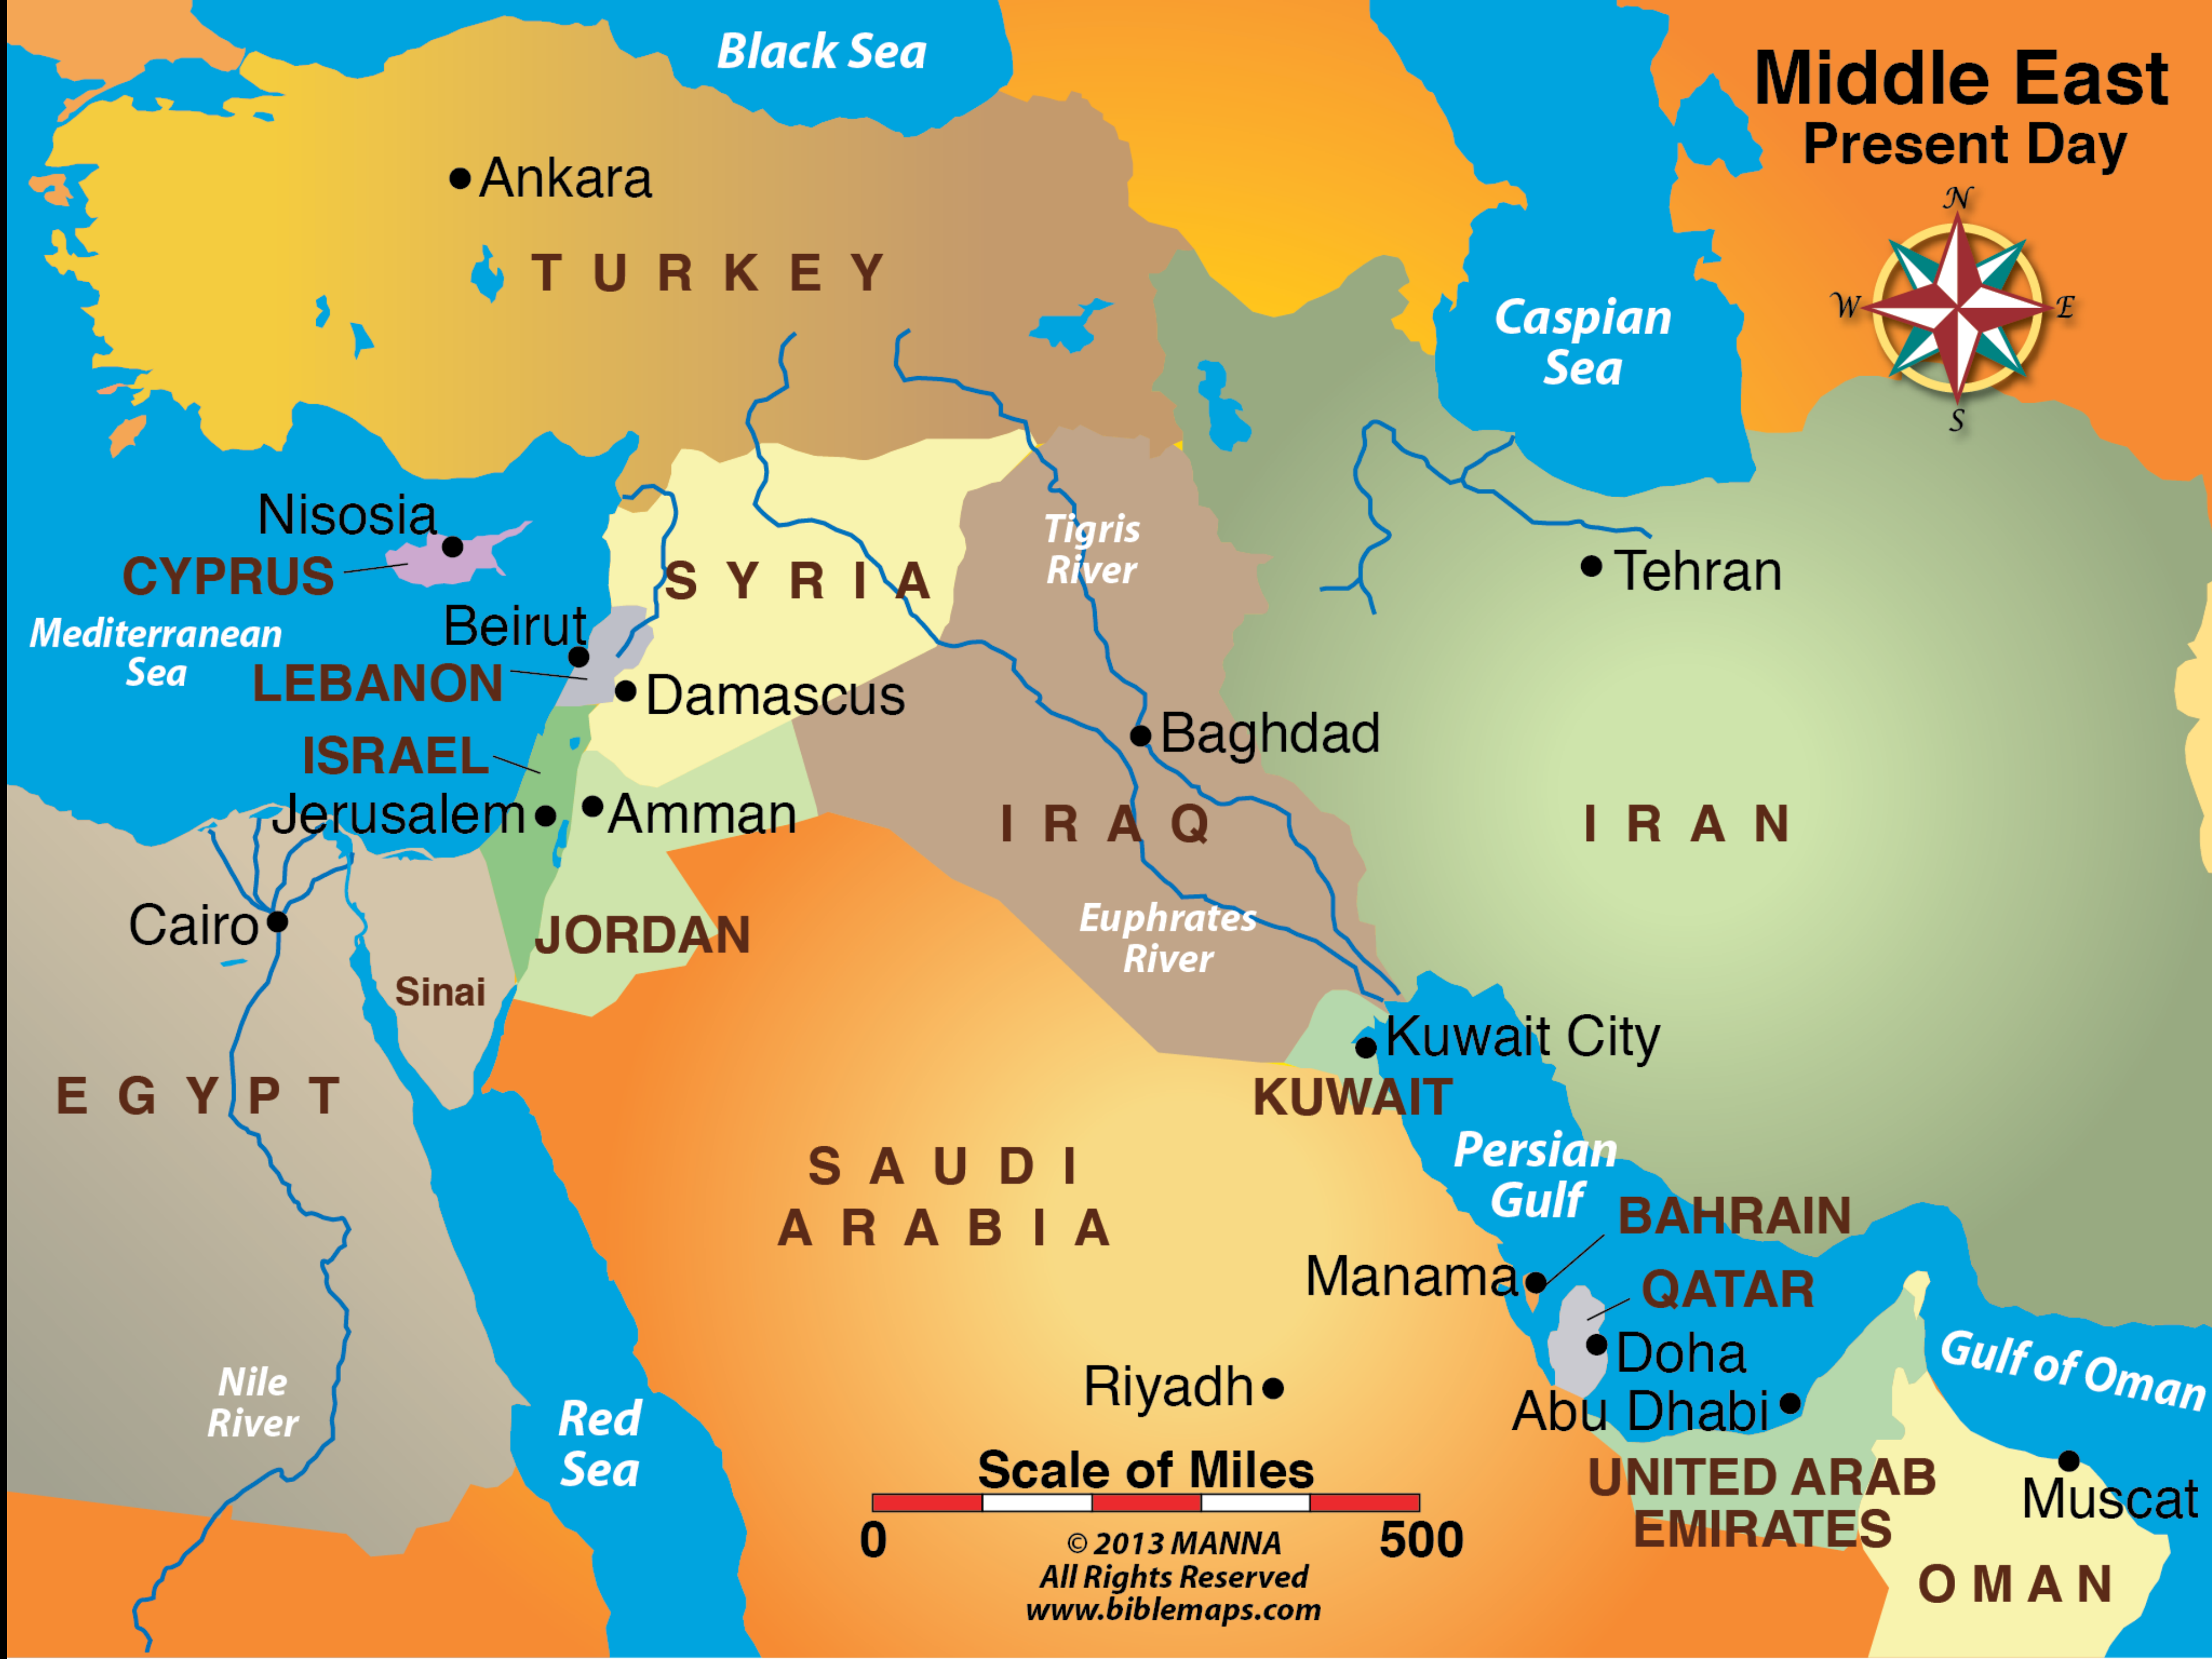 Black Sea
Middle East
Present Day
N
W
E
S
Ankara
TURKEY
Caspian
Sea
Nisosia
CYPRUS
Tigris
River
SYRIA
Tehran
Mediterranean
Sea
Beirut
LEBANON
Damascus
Baghdad
ISRAEL
Jerusalem
Amman
IRAQ
IRAN
Cairo
JORDAN
Euphrates
River
Sinai
Kuwait City
KUWAIT
EGYPT
Persian
Gulf
SAUDI
ARABIA
BAHRAIN
Manama
QATAR
Doha
Gulf of Oman
Nile
River
Red
Sea
Riyadh
Abu Dhabi
Scale of Miles
0
500
UNITED ARAB
EMIRATES
Muscat
OMAN
© 2013 MANNA
All Rights Reserved
www.biblemaps.com